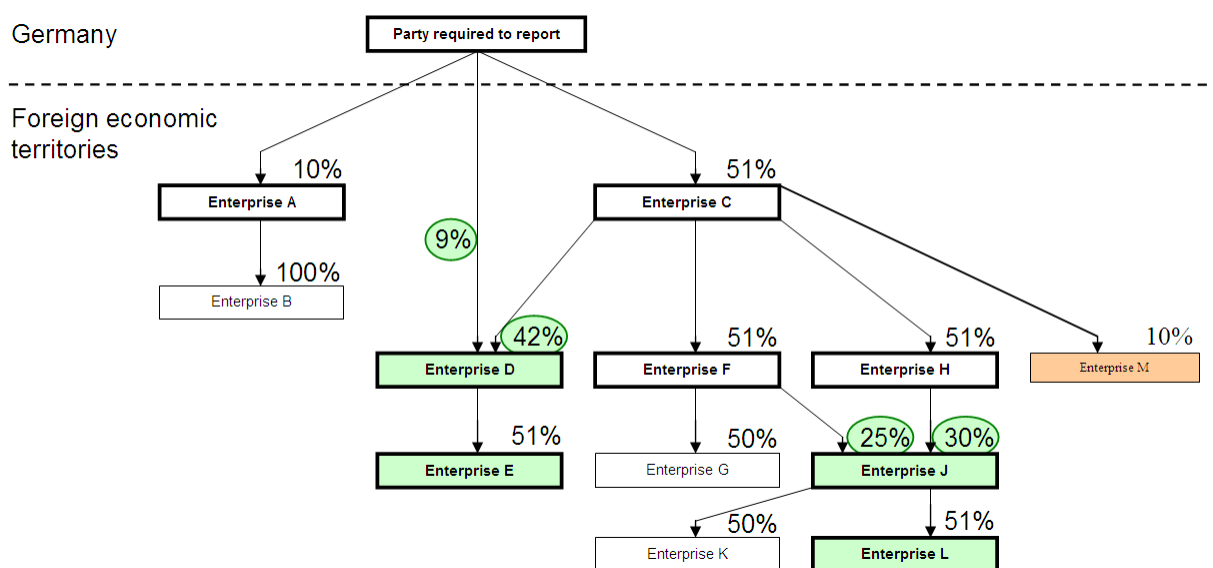 Germany
Party required to report
Foreign economic
territories
10%
51%
Enterprise A
Enterprise C
9%
100%
Enterprise B
42%
51%
51%
10%
Enterprise D
Enterprise F
Enterprise H
Enterprise M
51%
50%
25%
30%
Enterprise E
Enterprise G
Enterprise J
50%
51%
Enterprise K
Enterprise L